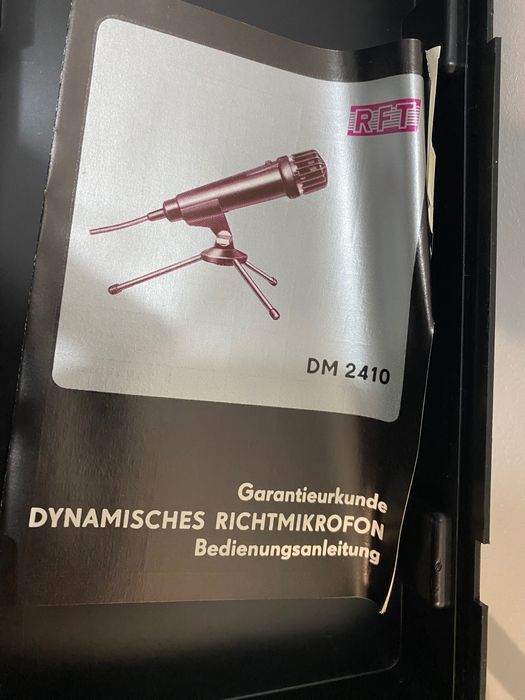 RFT
DM 2410
Garantieurkunde
DYNAMISCHES RICHTMIKROFON
Bedienungsanleitung